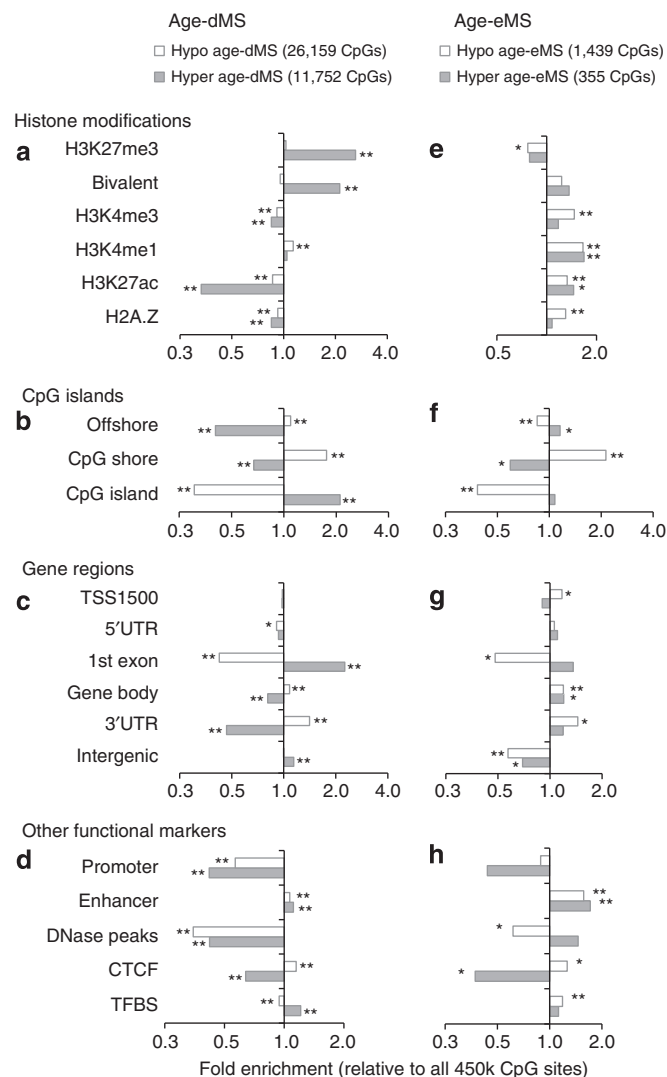 Age-dMS
Age-eMS
Hypo age-dMS (26,159 CpGs)
Hyper age-dMS (11,752 CpGs)
Hypo age-eMS (1,439 CpGs)
Hyper age-eMS (355 CpGs)
Histone modifications
a
H3K27me3
**
Bivalent
**
H3K4me3
**
**
H3K4me1
**
H3K27ac
**
**
H2A.Z
**
**
0.3 0.5 1.0 2.0 4.0
e
*
**
**
**
**
*
**
0.5 1.0 2.0
CpG islands
b
Offshore
**
**
CpG shore
**
**
CpG island
**
**
0.3 0.5 1.0 2.0 4.0
f
**
*
**
*
**
0.3 0.5 1.0 2.0 4.0
Gene regions
c
TSS1500
5′UTR
*
1st exon
**
**
Gene body
**
**
3′UTR
**
**
Intergenic
**
0.3 0.5 1.0 2.0 4.0
g
*
*
**
*
*
**
*
0.3 0.5 1.0 2.0
Other functional markers
d
Promoter
**
**
Enhancer
**
**
DNase peaks
**
**
CTCF
**
**
TFBS
**
**
0.3 0.5 1.0 2.0
h
**
**
*
*
*
**
0.3 0.5 1.0 2.0
Fold enrichment (relative to all 450k CpG sites)